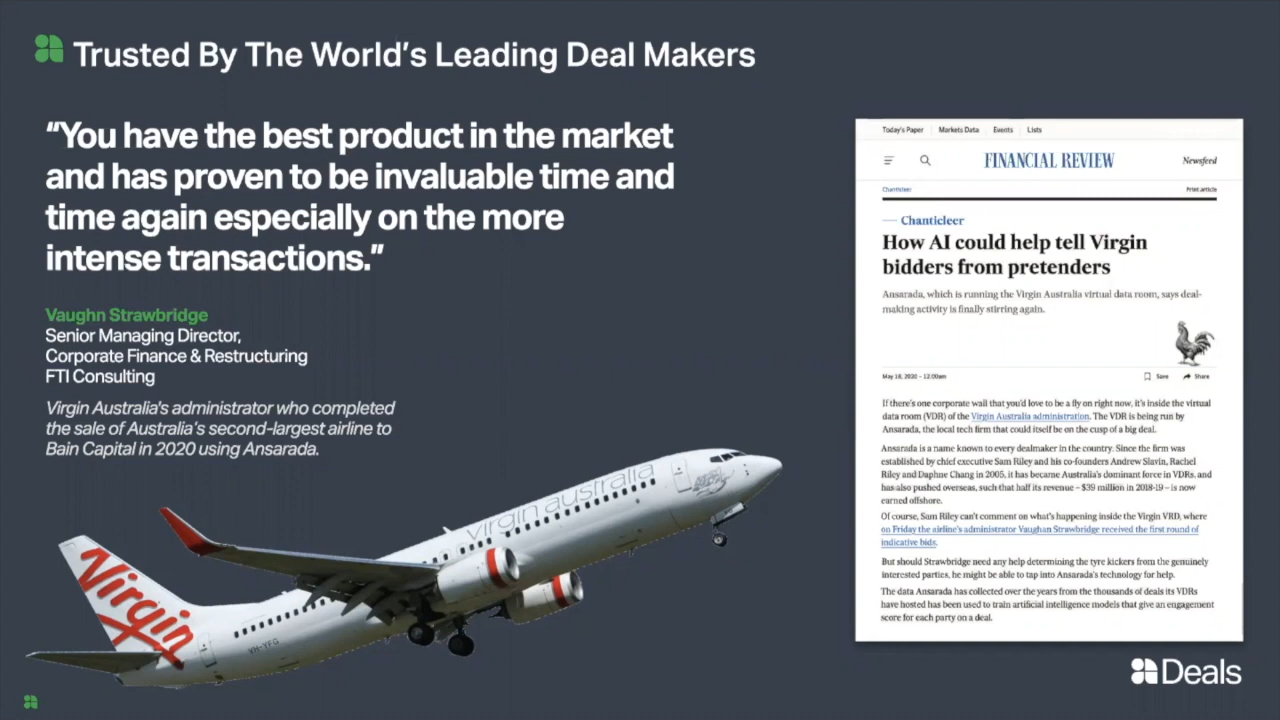 Trusted By The World's Leading Deal Makers
“You have the best product in the market
and has proven to be invaluable time and
time again especially on the more
intense transactions.”
Vaughn Strawbridge
Senior Managing Director,
Corporate Finance & Restructuring
FTI Consulting
Virgin Australia's administrator who completed
the sale of Australia's second-largest airline to
Bain Capital in 2020 using Ansarada.
virgin australia
Virgin
VH-YFG
Today's Paper Markets Data Events Lists
FINANCIAL REVIEW
Newsfeed
Chanticleer
Print article
— Chanticleer
How AI could help tell Virgin
bidders from pretenders
Ansarada, which is running the Virgin Australia virtual data room, says deal-
making activity is finally stirring again.
May 18, 2020 – 12.00am
Save Share
If there's one corporate wall that you'd love to be a fly on right now, it's inside the virtual
data room (VDR) of the Virgin Australia administration. The VDR is being run by
Ansarada, the local tech firm that could itself be on the cusp of a big deal.
Ansarada is a name known to every dealmaker in the country. Since the firm was
established by chief executive Sam Riley and his co-founders Andrew Slavin, Rachel
Riley and Daphne Chang in 2005, it has became Australia's dominant force in VDRs, and
has also pushed overseas, such that half its revenue – $39 million in 2018-19 – is now
earned offshore.
Of course, Sam Riley can't comment on what's happening inside the Virgin VRD, where
on Friday the airline's administrator Vaughan Strawbridge received the first round of
indicative bids.
But should Strawbridge need any help determining the tyre kickers from the genuinely
interested parties, he might be able to tap into Ansarada's technology for help.
The data Ansarada has collected over the years from the thousands of deals its VDRs
have hosted has been used to train artificial intelligence models that give an engagement
score for each party on a deal.
Deals